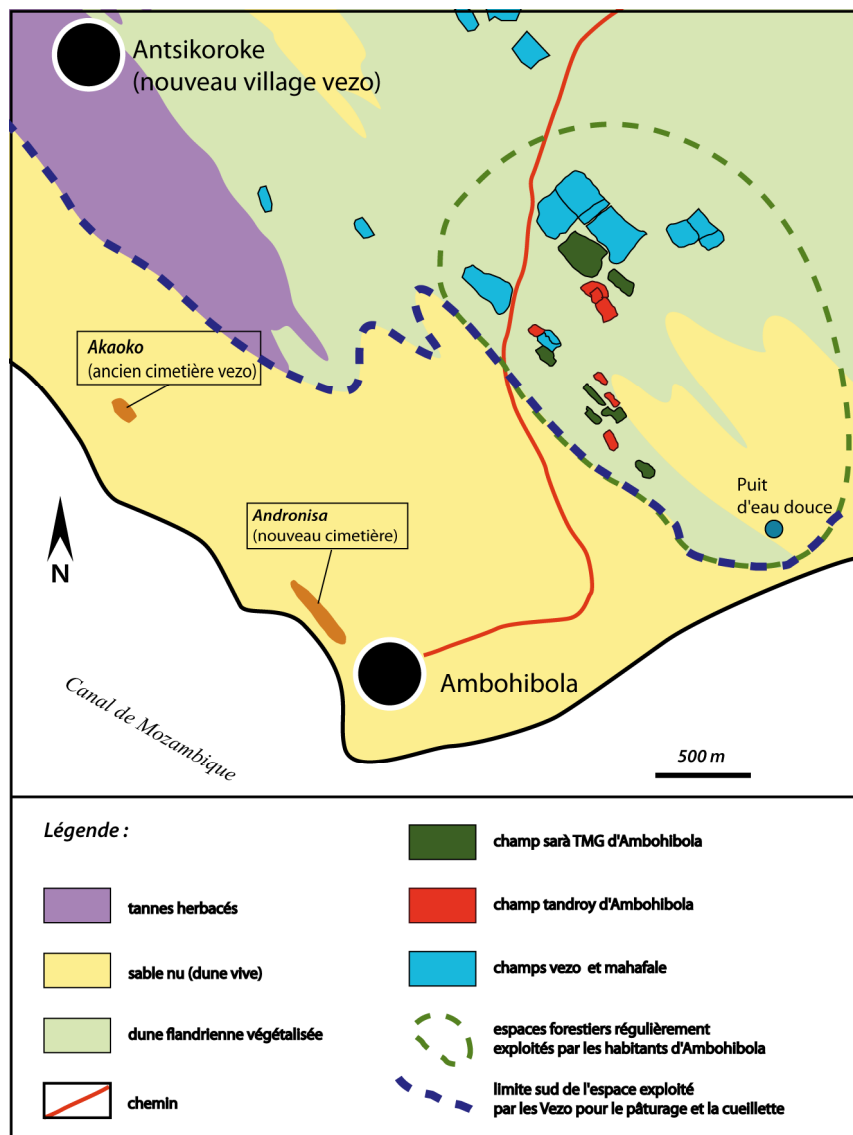 Antsikoroke
(nouveau village vezo)
Akaoko
(ancien cimetière vezo)
Puit
d'eau douce
Andronisa
(nouveau cimetière)
N
Ambohibola
Canal de Mozambique
500 m
Légende :
tannes herbacés
sable nu (dune vive)
dune flandrienne végétalisée
chemin
champ sarà TMG d'Ambohibola
champ tandroy d'Ambohibola
champs vezo et mahafale
espaces forestiers régulièrement
exploités par les habitants d'Ambohibola
limite sud de l'espace exploité
par les Vezo pour le pâturage et la cueillette